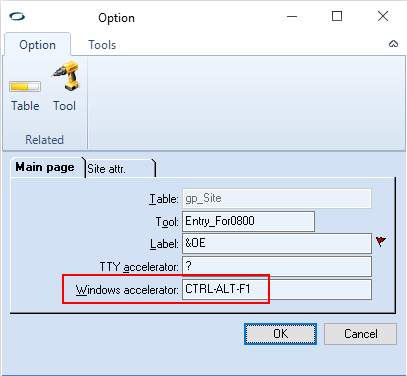 Option
Option Tools
Table Tool
Related
Main page Site attr.
Table: gp_Site
Tool: Entry_For0800
Label: &OE
TTY accelerator: ?
Windows accelerator: CTRL-ALT-F1
OK Cancel